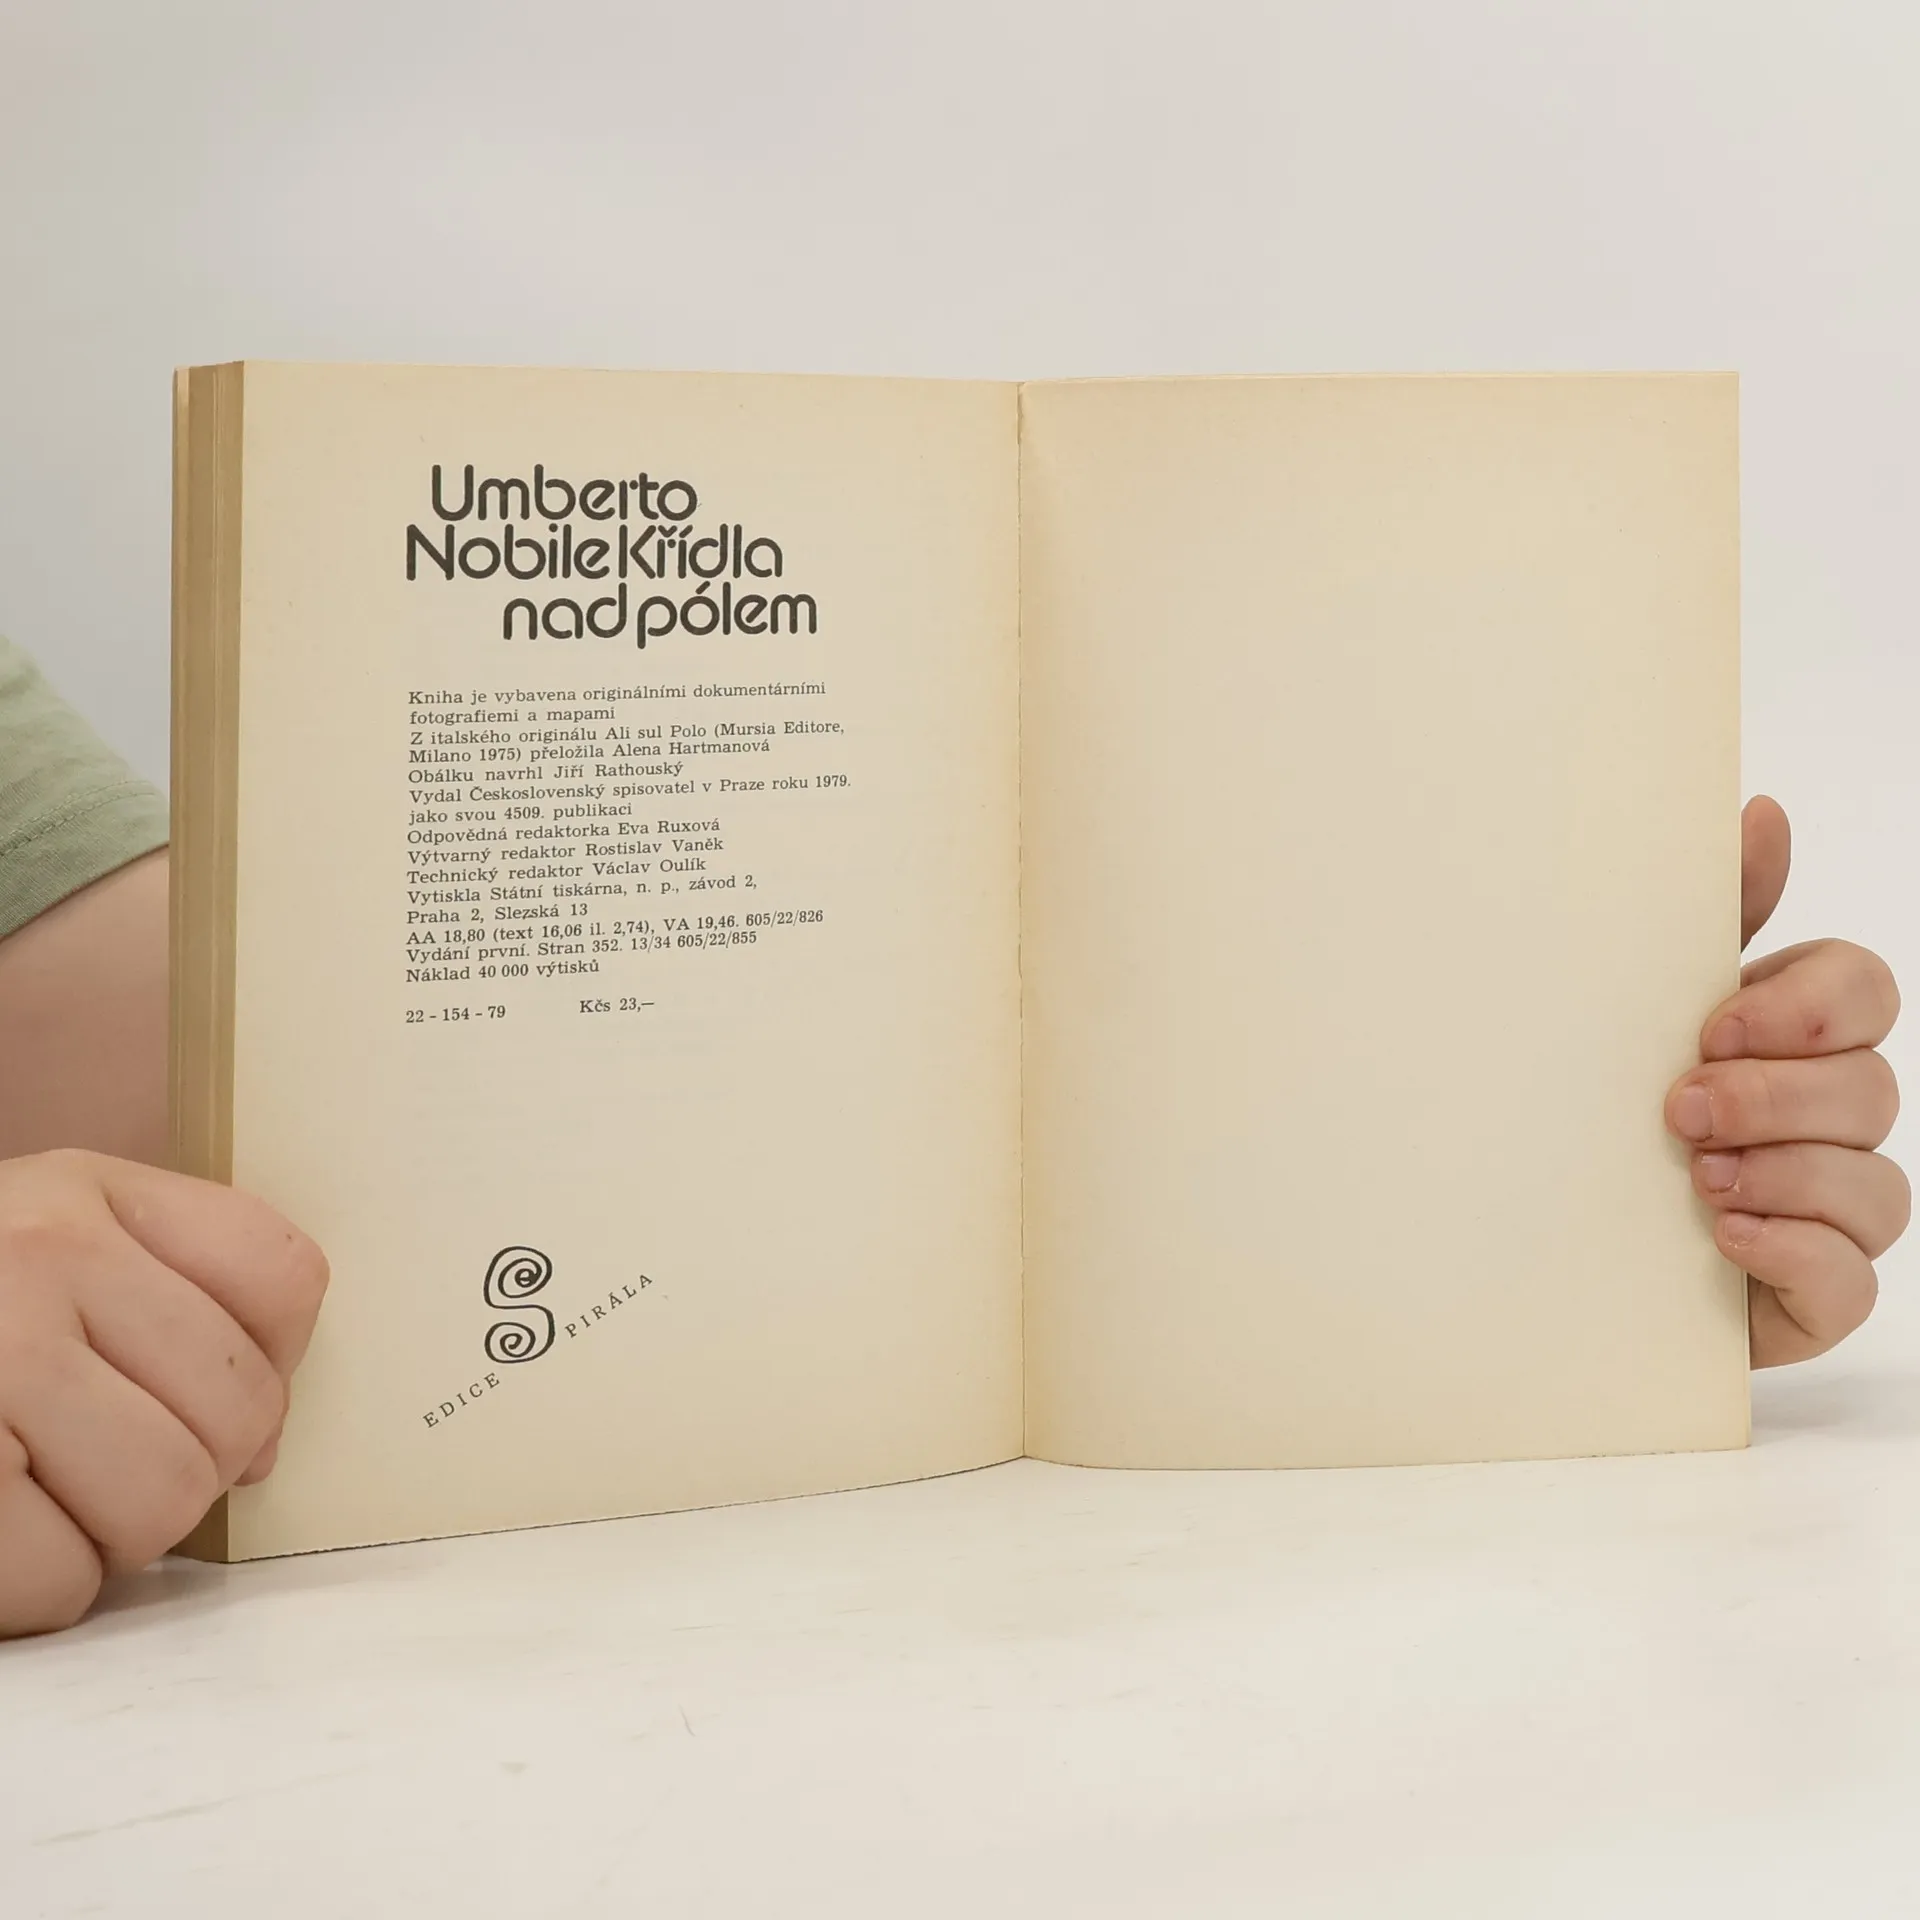 Umberto
Nobile Křídla
nad pólem
Kniha je vybavena originálními dokumentárními
fotografiemi a mapami
Z italského originálu Ali sul Polo (Mursia Editore,
Milano 1975) přeložila Alena Hartmanová
Obálku navrhl Jiří Rathouský
Vydal Československý spisovatel v Praze roku 1979.
jako svou 4509. publikaci
Odpovědná redaktorka Eva Ruxová
Výtvarný redaktor Rostislav Vaněk
Technický redaktor Václav Oulík
Vytiskla Státní tiskárna, n. p., závod 2,
Praha 2, Slezská 13
AA 18,80 (text 16,06 il. 2,74), VA 19,46. 605/22/826
Vydání první. Stran 352. 13/34 605/22/855
Náklad 40 000 výtisků
22 - 154 - 79 Kčs 23,—
EDICE SPIRÁLA